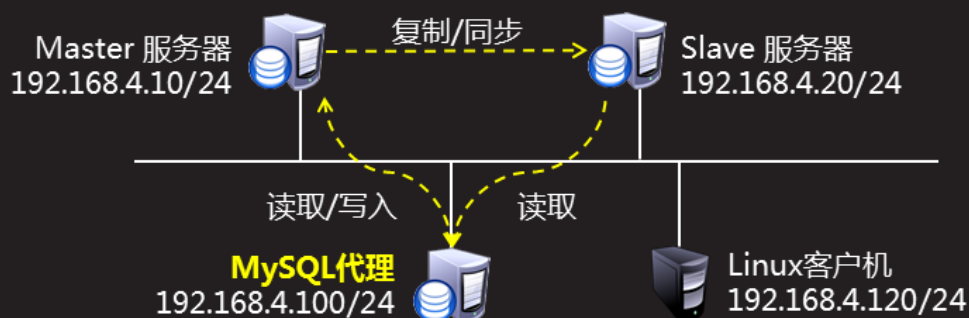 复制/同步
Master 服务器
192.168.4.10/24
Slave 服务器
192.168.4.20/24
读取/写入
读取
MySQL代理
192.168.4.100/24
Linux客户机
192.168.4.120/24